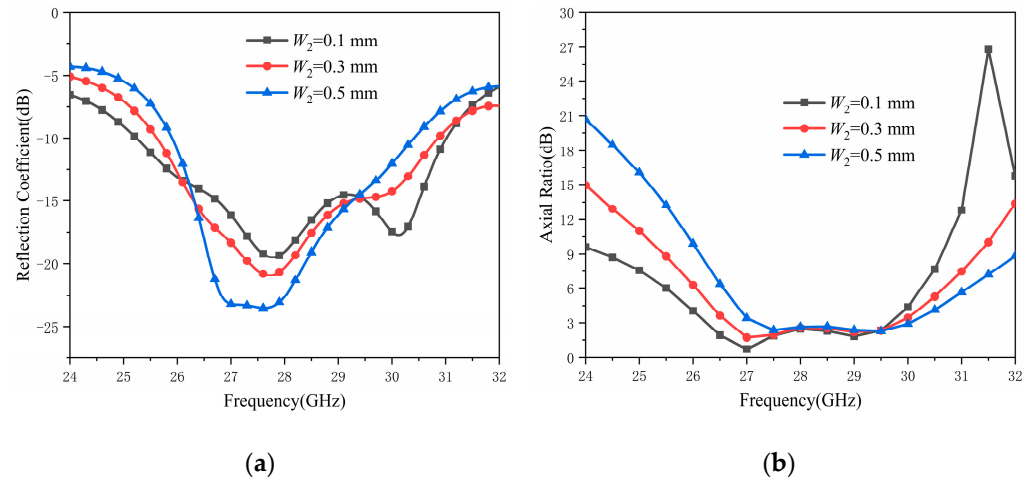 0
-5
-10
-15
-20
-25
24 25 26 27 28 29 30 31 32
Reflection Coefficient(dB)
Frequency(GHz)
W2=0.1 mm
W2=0.3 mm
W2=0.5 mm
(a)
30
27
24
21
18
15
12
9
6
3
0
24 25 26 27 28 29 30 31 32
Axial Ratio(dB)
Frequency(GHz)
W2=0.1 mm
W2=0.3 mm
W2=0.5 mm
(b)